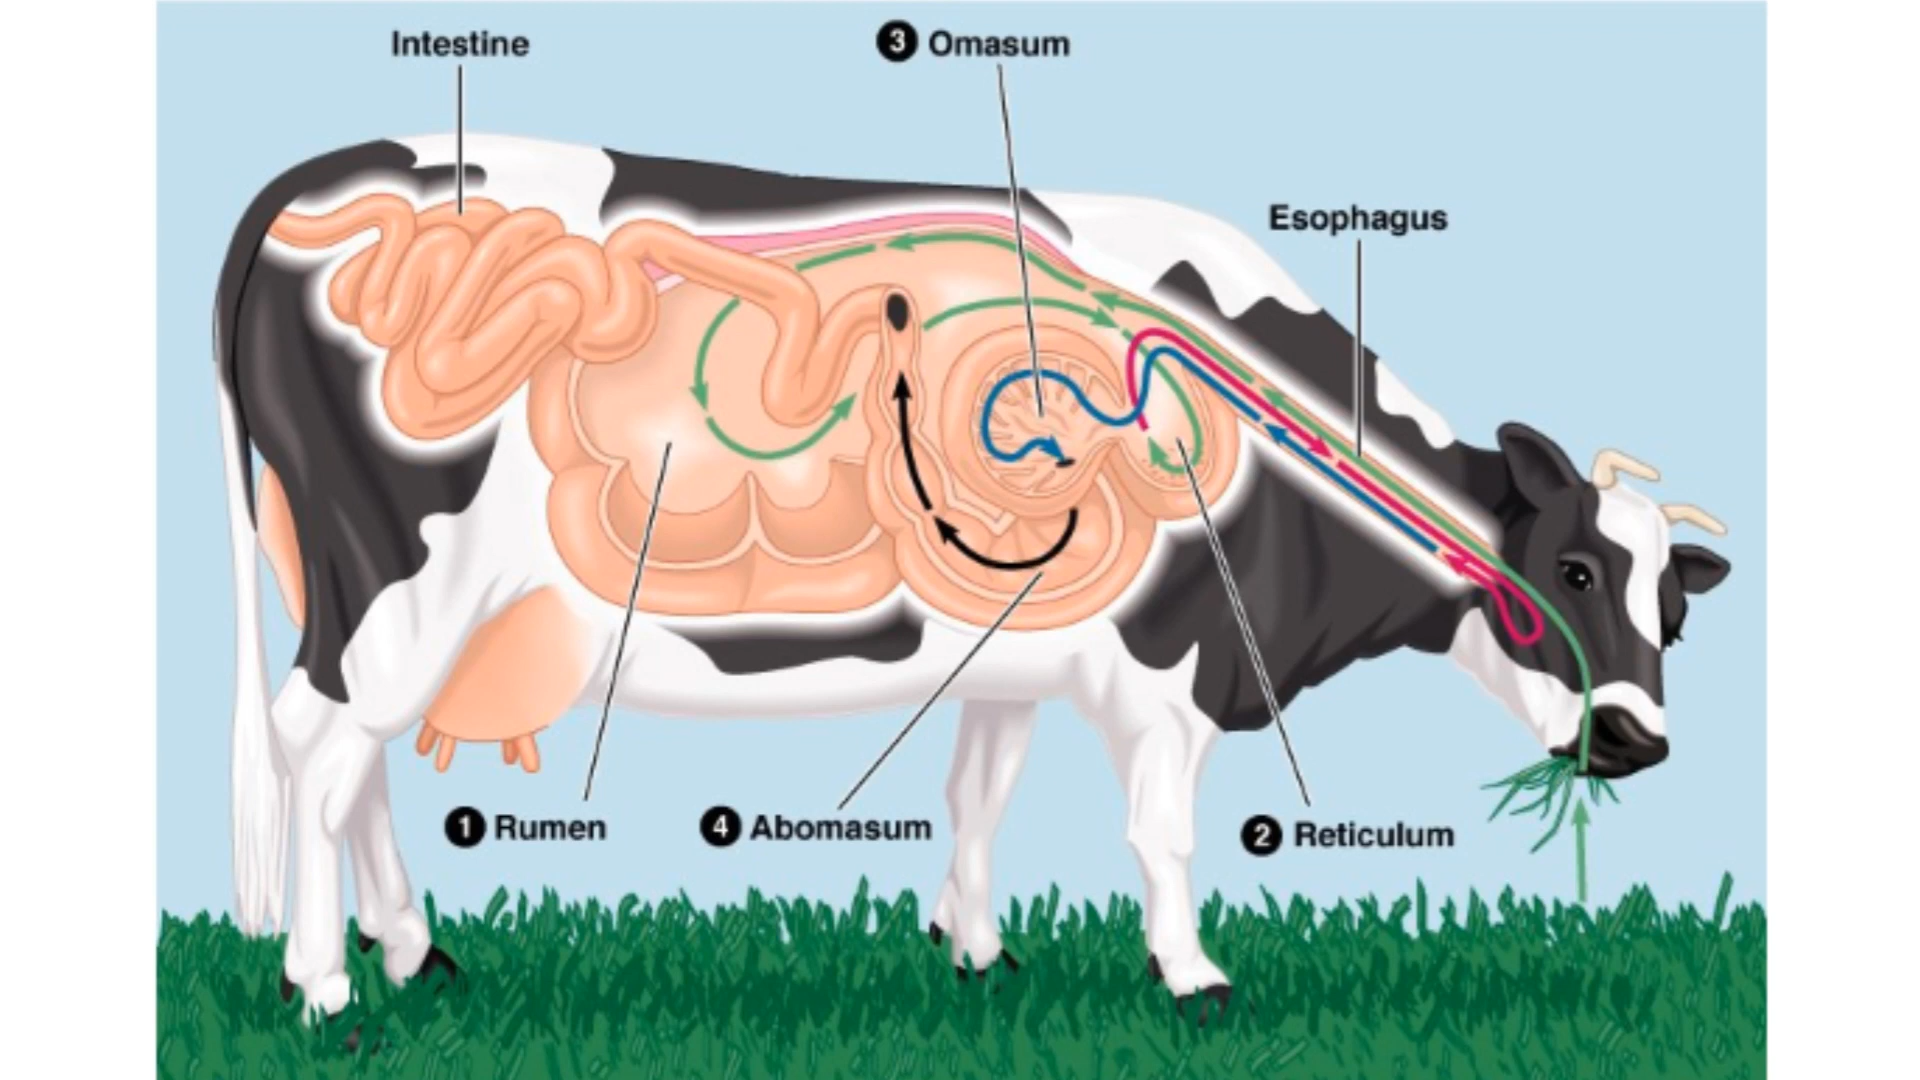 Intestine
3 Omasum
Esophagus
1 Rumen
4 Abomasum
2 Reticulum